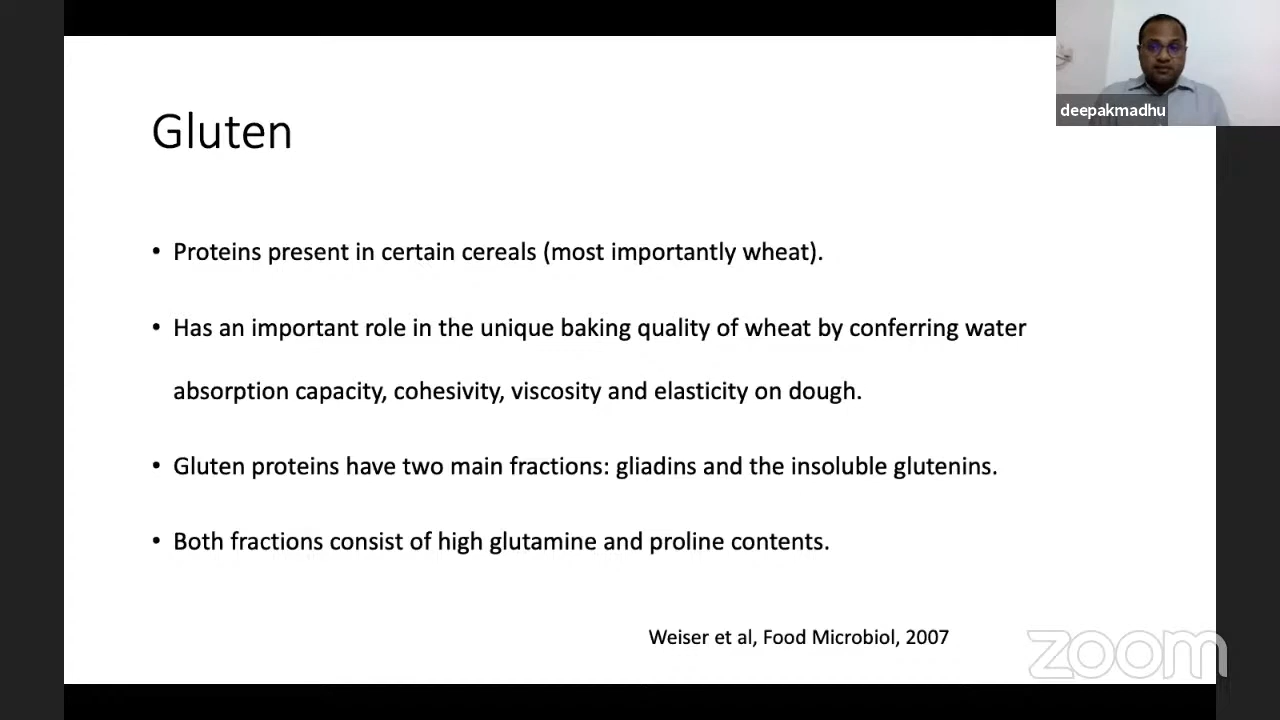 deepakmadhu
Gluten
• Proteins present in certain cereals (most importantly wheat).
• Has an important role in the unique baking quality of wheat by conferring water
absorption capacity, cohesivity, viscosity and elasticity on dough.
• Gluten proteins have two main fractions: gliadins and the insoluble glutenins.
• Both fractions consist of high glutamine and proline contents.
Weiser et al, Food Microbiol, 2007
zoom